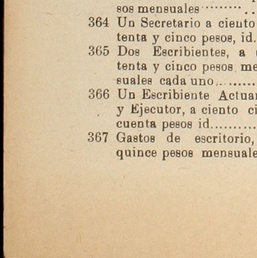 sos mensuales ........ ..
364 Un Secretario a ciento
tenta y cinco pesos, id.
365 Dos Escribientes, a
tenta y cinco pesos me
suales cada uno........
366 Un Escribiente Actuar
y Ejecutor, a ciento ci
cuenta pesos id........
367 Gastos de escritorio,
quince pesos mensuale